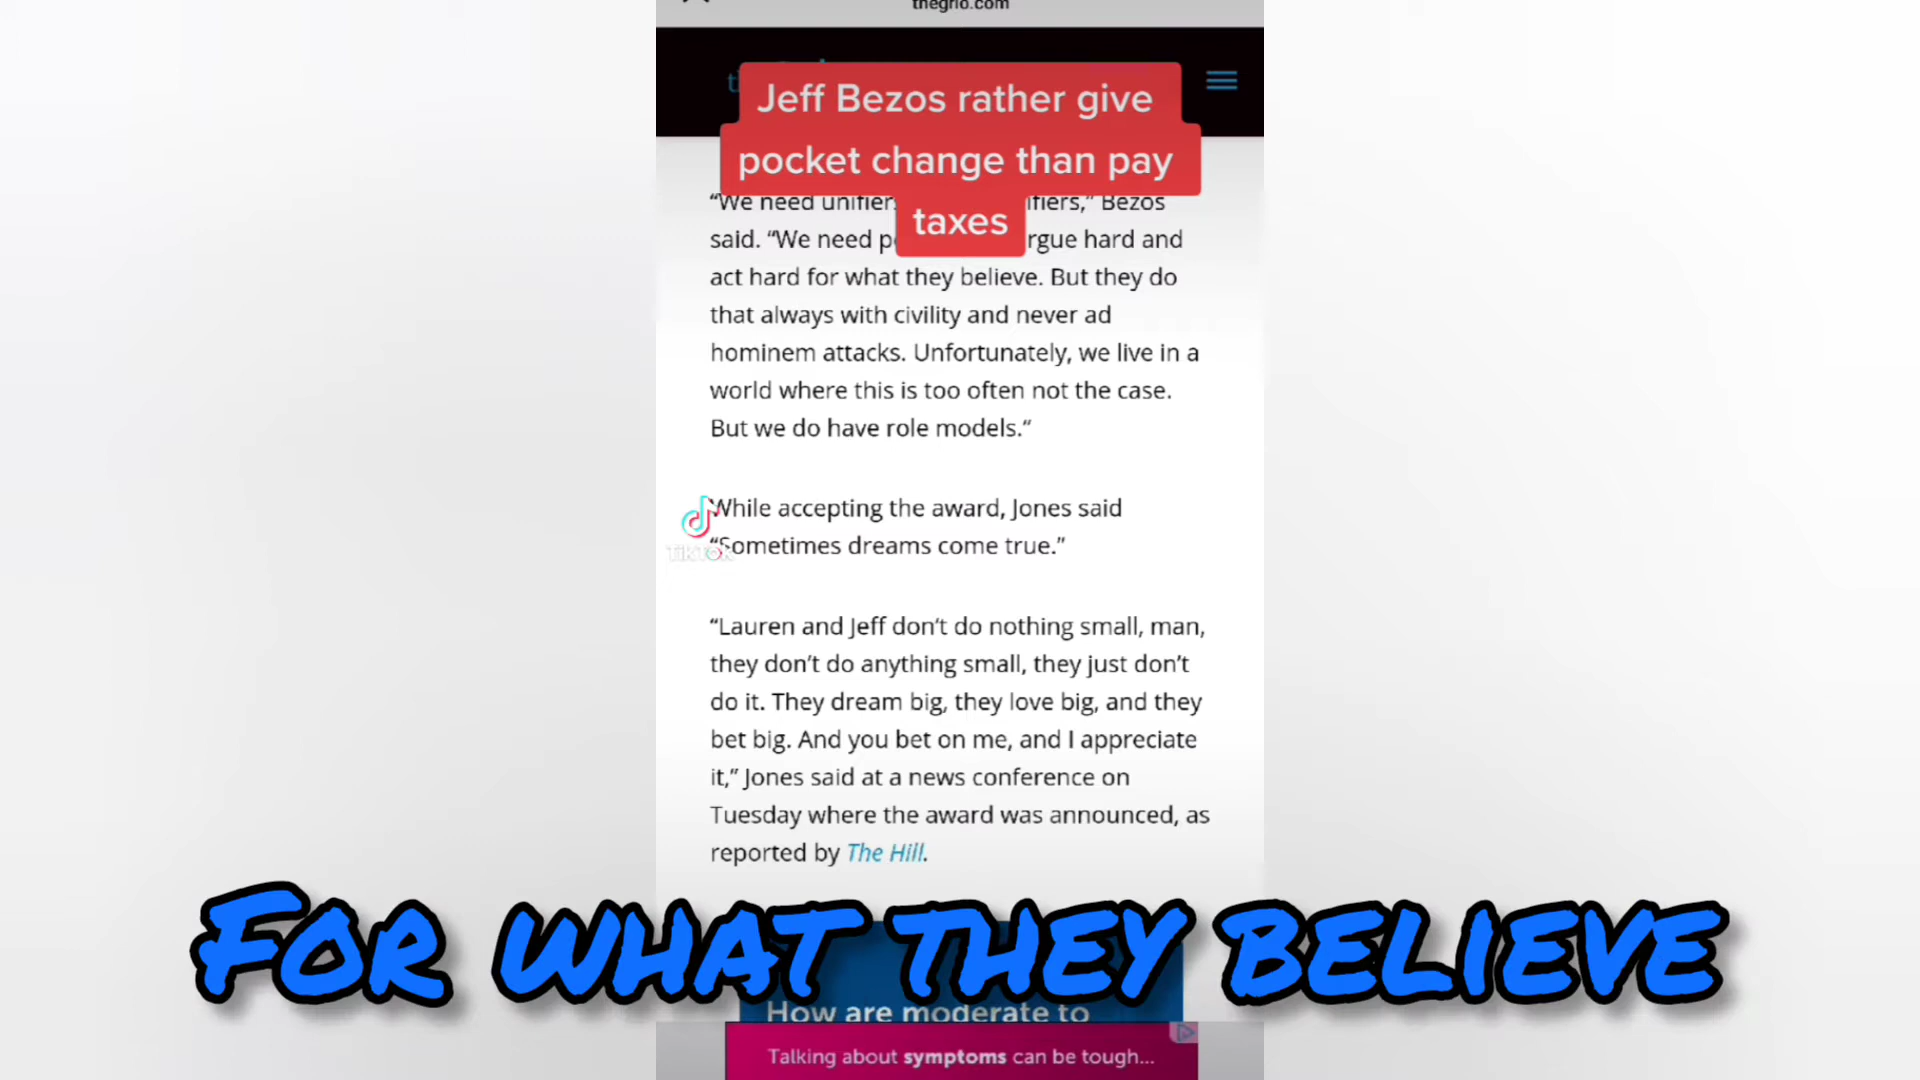 thegrio.com
Jeff Bezos rather give
pocket change than pay
taxes
“We need unifier fiers,” Bezos
said. “We need p rgue hard and
act hard for what they believe. But they do
that always with civility and never ad
hominem attacks. Unfortunately, we live in a
world where this is too often not the case.
But we do have role models.“
While accepting the award, Jones said
“Sometimes dreams come true.”
TikTok
“Lauren and Jeff don’t do nothing small, man,
they don’t do anything small, they just don’t
do it. They dream big, they love big, and they
bet big. And you bet on me, and I appreciate
it,” Jones said at a news conference on
Tuesday where the award was announced, as
reported by The Hill.
For what they believe
How are moderate to
Talking about symptoms can be tough...